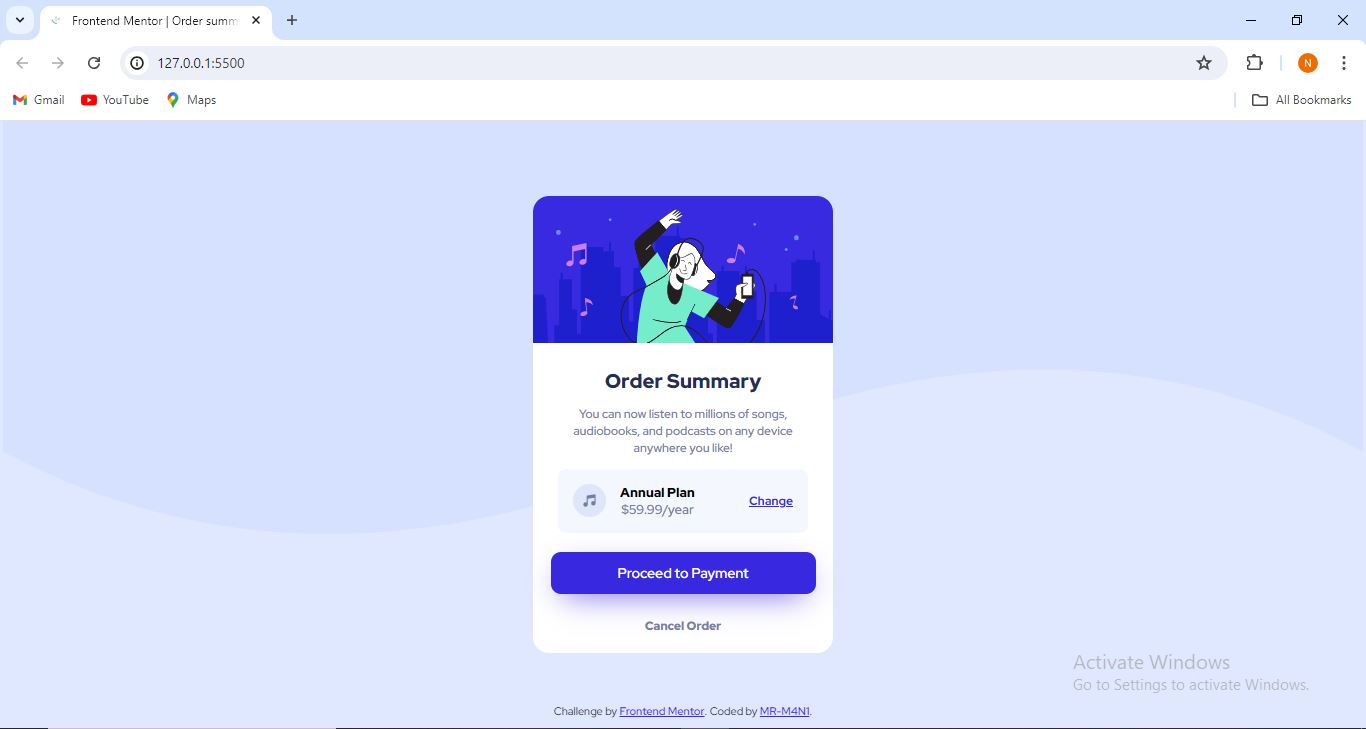 Frontend Mentor | Order summ
127.0.0.1:5500
N
Gmail
YouTube
Maps
All Bookmarks
Order Summary
You can now listen to millions of songs,
audiobooks, and podcasts on any device
anywhere you like!
Annual Plan
$59.99/year
Change
Proceed to Payment
Cancel Order
Activate Windows
Go to Settings to activate Windows.
Challenge by Frontend Mentor. Coded by MR-M4N1.